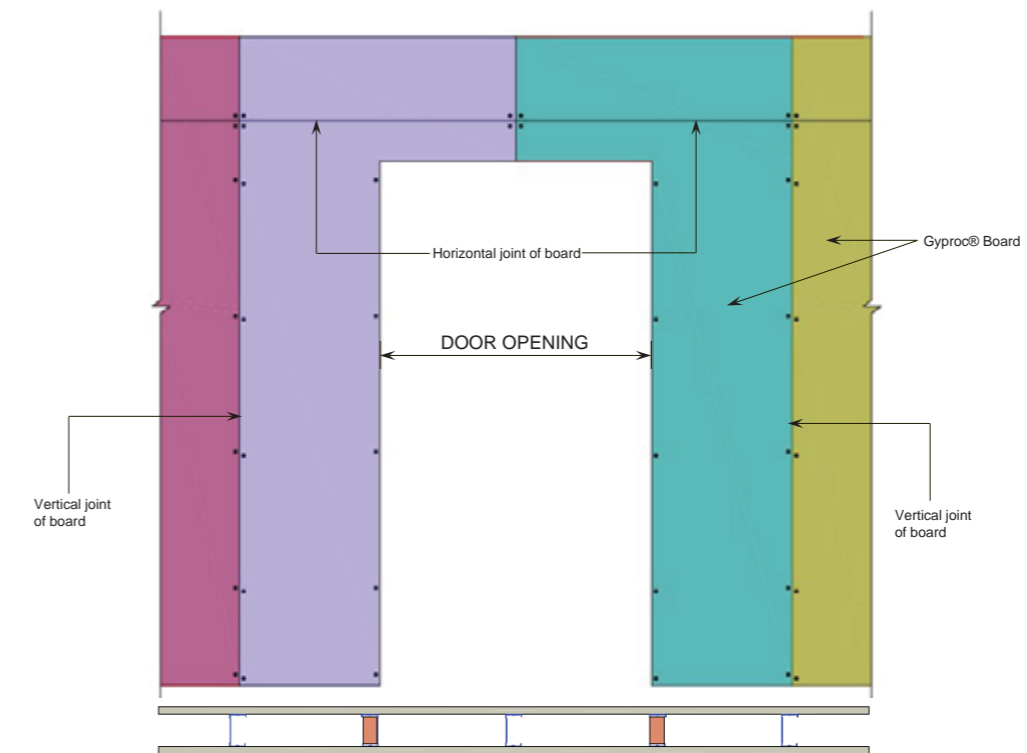 Horizontal joint of board
Gyproc® Board
DOOR OPENING
Vertical joint
of board
Vertical joint
of board